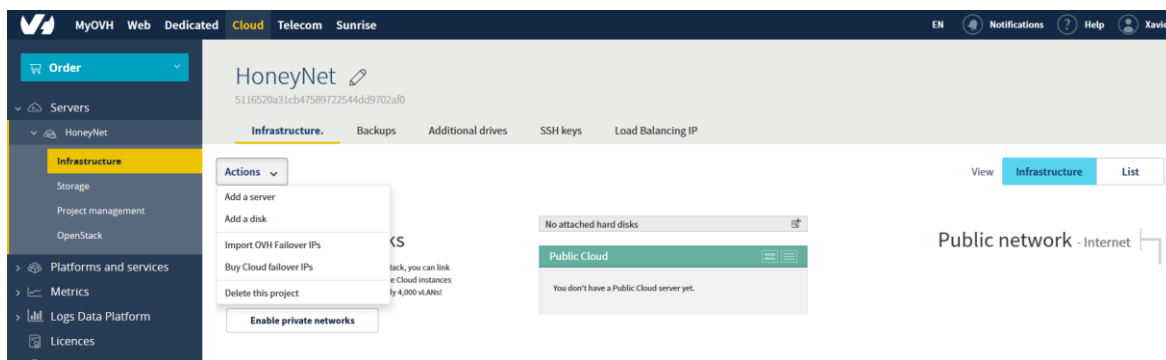 MyOVH Web Dedicated Cloud Telecom Sunrise
EN Notifications ? Help Xavie
Order
Servers
HoneyNet
Infrastructure
Storage
Project management
OpenStack
Platforms and services
Metrics
Logs Data Platform
Licences
HoneyNet
5116520a31cb47589722544dd9702af0
Infrastructure. Backups Additional drives SSH keys Load Balancing IP
Actions
View Infrastructure List
Add a server
Add a disk
Import OVH Failover IPs
Buy Cloud failover IPs
Delete this project
ks
tack, you can link
e Cloud instances
ly 4,000 vLANs!
Enable private networks
No attached hard disks
Public Cloud
You don't have a Public Cloud server yet.
Public network - Internet